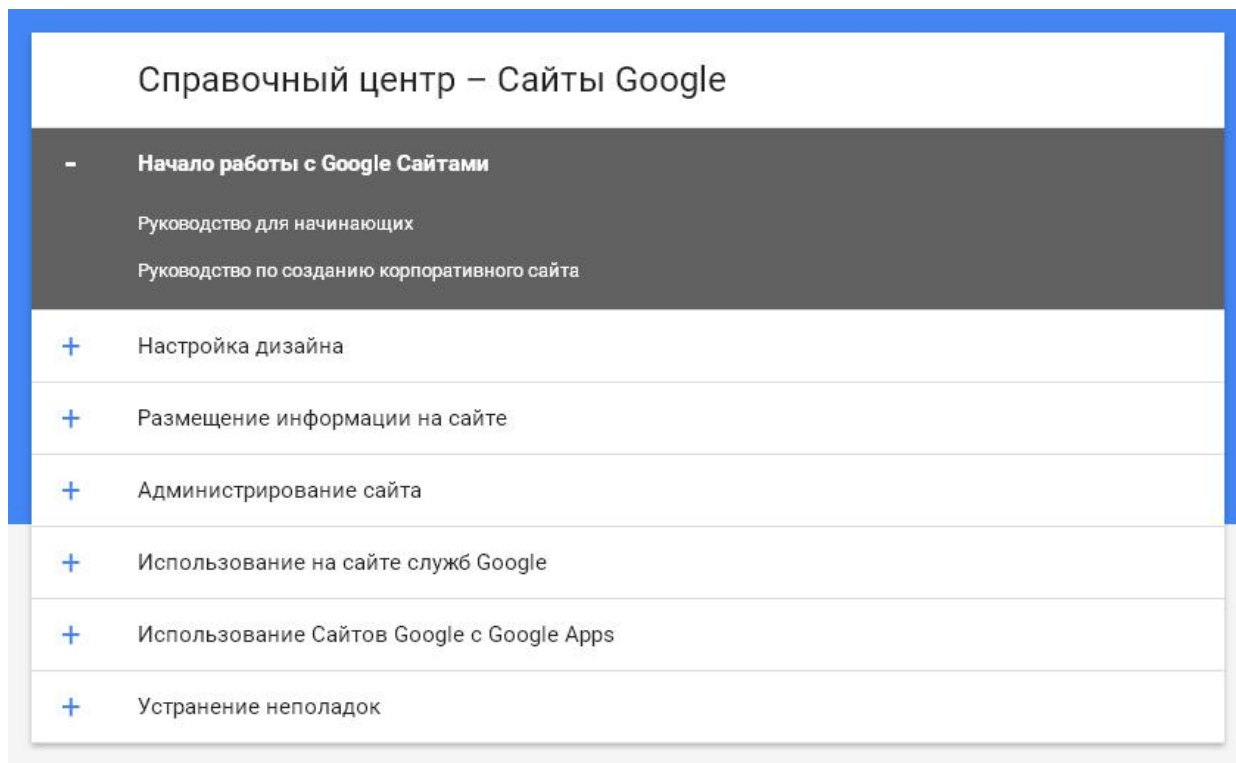 Справочный центр – Сайты Google
- Начало работы с Google Сайтами
Руководство для начинающих
Руководство по созданию корпоративного сайта
+ Настройка дизайна
+ Размещение информации на сайте
+ Администрирование сайта
+ Использование на сайте служб Google
+ Использование Сайтов Google с Google Apps
+ Устранение неполадок